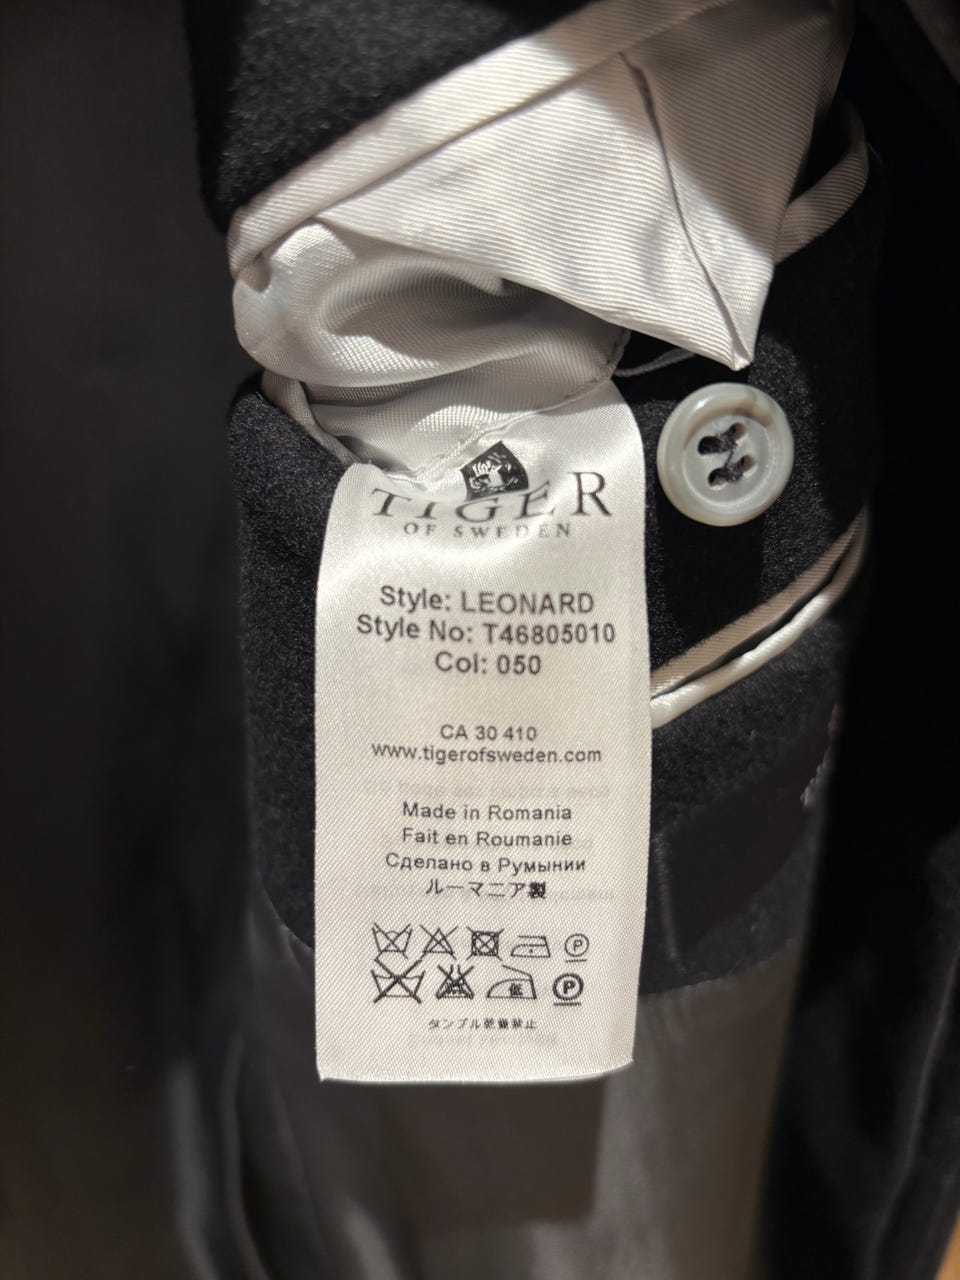 TIGER
OF SWEDEN
Style: LEONARD
Style No: T46805010
Col: 050
CA 30 410
www.tigerofsweden.com
Made in Romania
Fait en Roumanie
Сделано в Румынии
ルーマニア製
P
低 P
タンブル乾燥禁止